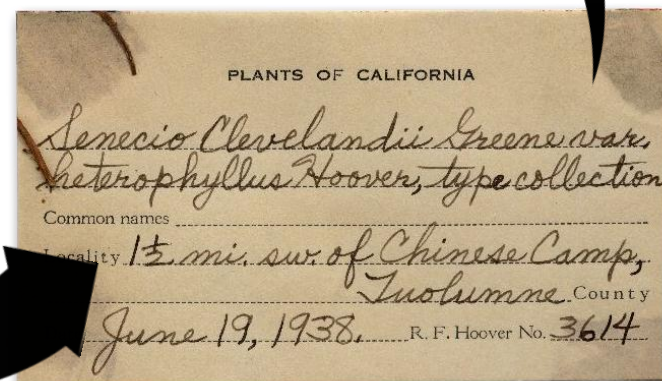 PLANTS OF CALIFORNIA
Senecio Clevelandii Greene var.
heterophyllus Hoover, type collection
Common names
Locality 1½ mi. sw. of Chinese Camp,
Tuolumne County
June 19, 1938. R. F. Hoover No. 3614